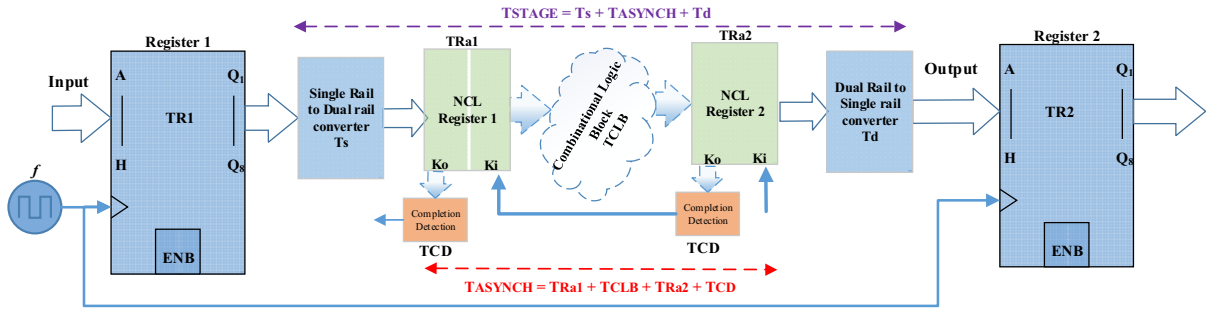 TSTAGE = Ts + TASYNCH + Td
Register 1
TRa1
TRa2
Register 2
Input
A
Q1
TR1
H
Q8
ENB
f
Single Rail
to Dual rail
converter
Ts
NCL
Register 1
Ko
Ki
Completion
Detection
TCD
Combinational Logic
Block
TCLB
NCL
Register 2
Ko
Ki
Completion
Detection
TCD
Dual Rail to
Single rail
converter
Td
Output
A
Q1
TR2
H
Q8
ENB
TASYNCH = TRa1 + TCLB + TRa2 + TCD